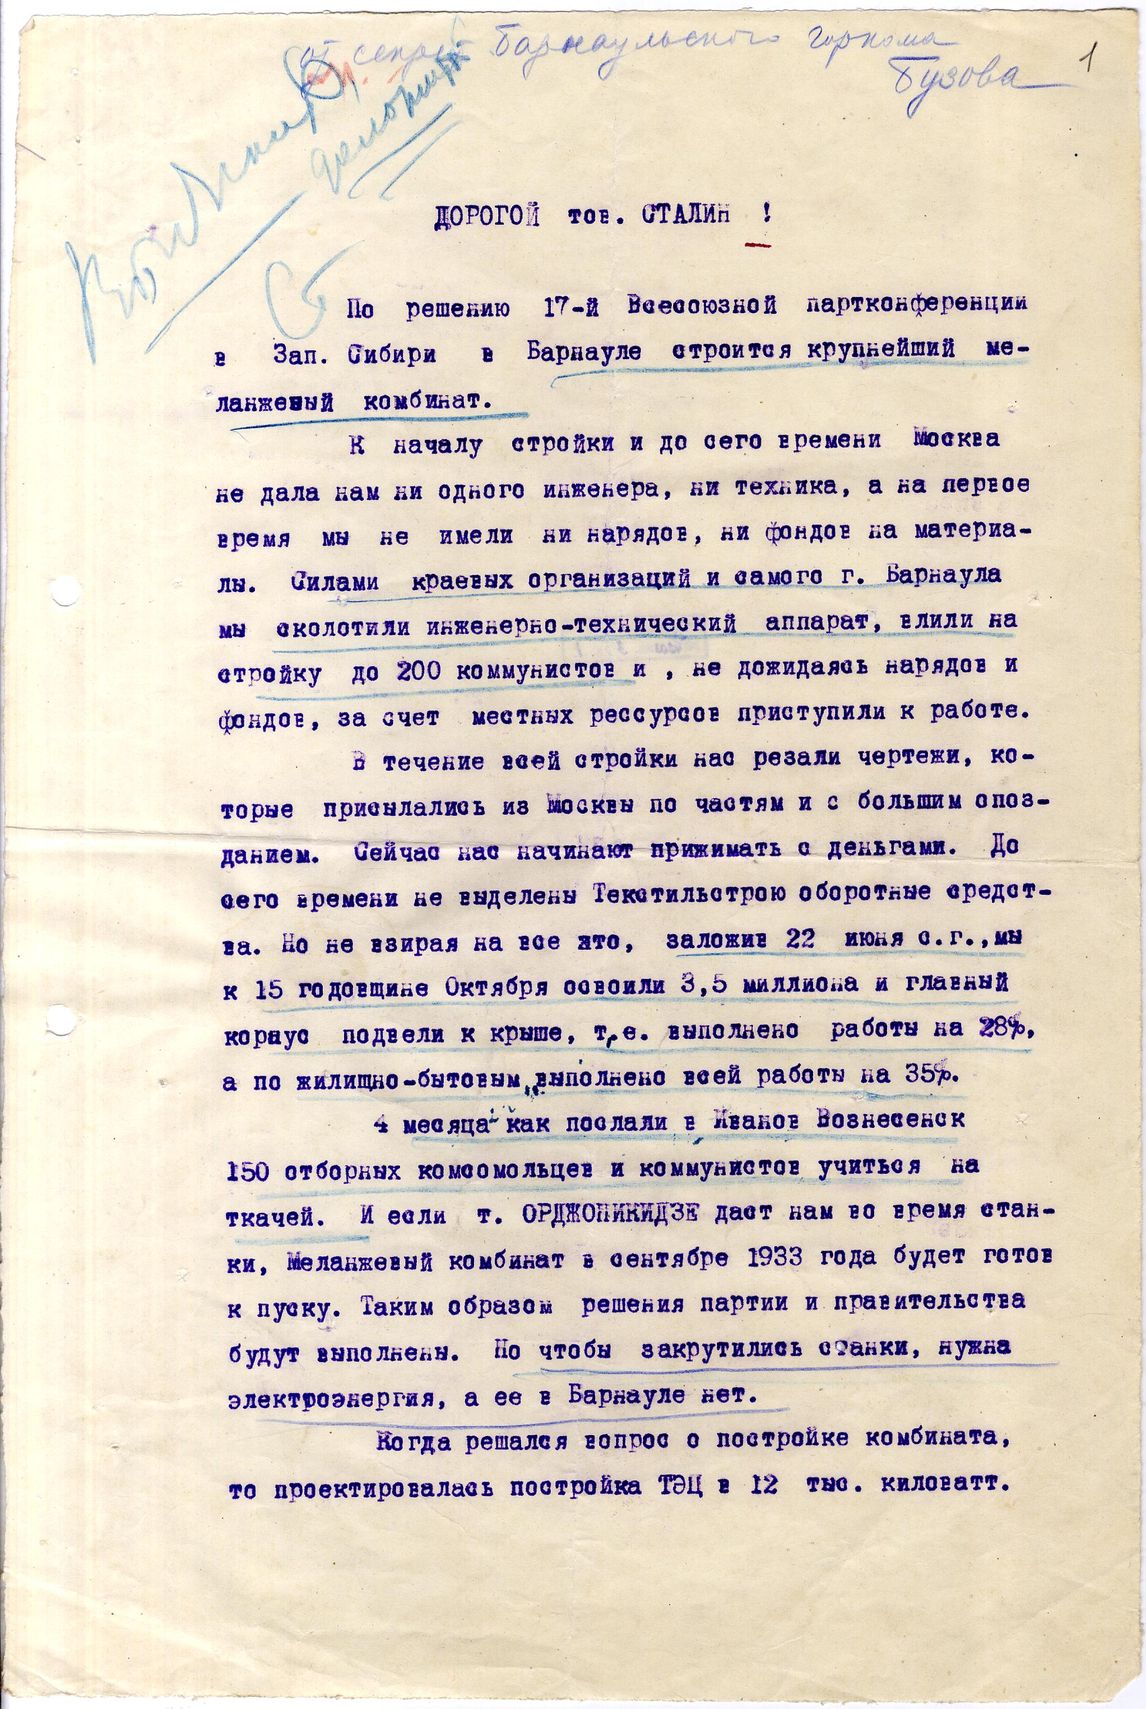 от секрет Барнаульского горкома
Бузова
1
доложить
ДОРОГОЙ тов. СТАЛИН !
По решению 17-й Всесоюзной партконференции
в Зап. Сибири в Барнауле строится крупнейший ме-
ланжевый комбинат.
К началу стройки и до сего времени Москва
не дала нам ни одного инженера, ни техника, а на первое
время мы не имели ни нарядов, ни фондов на материа-
лы. Силами краевых организаций и самого г. Барнаула
мы сколотили инженерно-технический аппарат, влили на
стройку до 200 коммунистов и , не дожидаясь нарядов и
фондов, за счет местных рессурсов приступили к работе.
В течение всей стройки нас резали чертежи, ко-
торые присылались из Москвы по частям и с большим опоз-
данием. Сейчас нас начинают прижимать с деньгами. До
сего времени не выделены Текстильстрою оборотные средст-
ва. Но не взирая на все это, заложив 22 июня с.г.,мы
к 15 годовщине Октября освоили 3,5 миллиона и главный
корпус подвели к крыше, т,е. выполнено работы на 28%,
а по жилищно-бытовым,выполнено всей работы на 35%.
4 месяца как послали в Иванов Вознесенск
150 отборных комсомольцев и коммунистов учиться на
ткачей. И если т. ОРДЖОНИКИДЗЕ даст нам во время стан-
ки, Меланжевый комбинат в сентябре 1933 года будет готов
к пуску. Таким образом решения партии и правительства
будут выполнены. Но чтобы закрутились станки, нужна
электроэнергия, а ее в Барнауле нет.
Когда решался вопрос о постройке комбината,
то проектировалась постройка ТЭЦ в 12 тыс. киловатт.